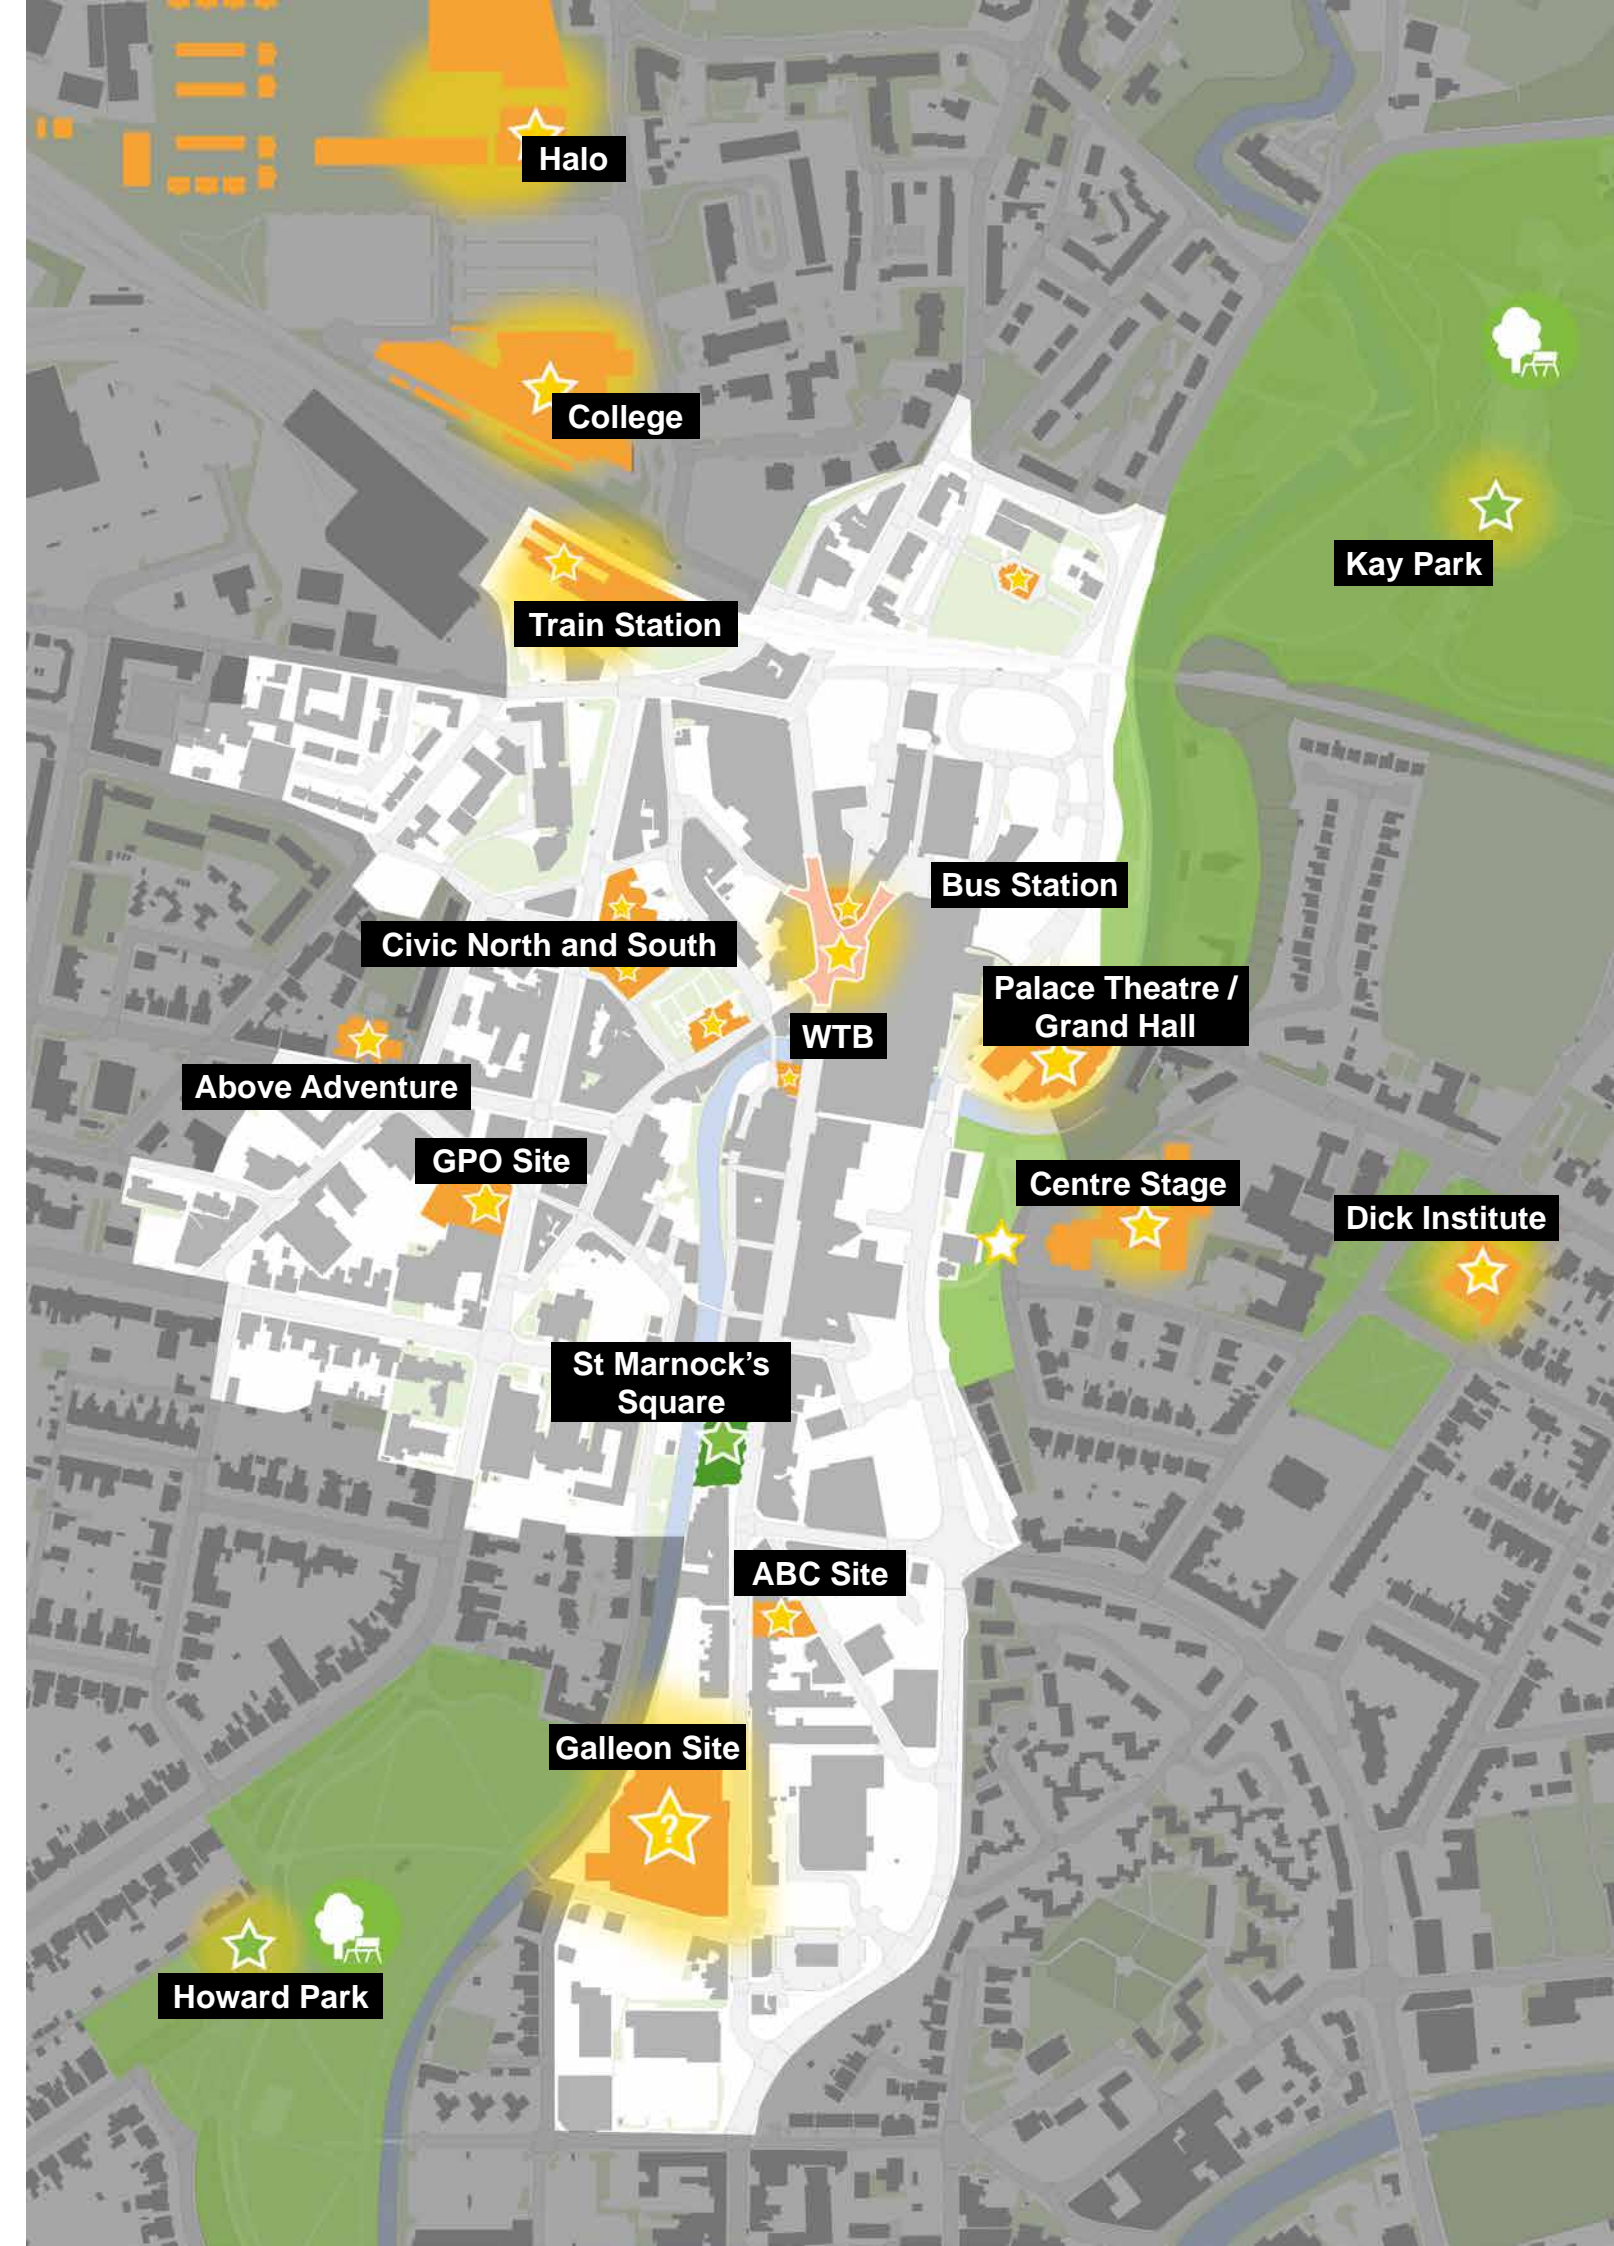 Halo
College
Kay Park
Train Station
Bus Station
Civic North and South
Palace Theatre /
Grand Hall
WTB
Above Adventure
GPO Site
Centre Stage
Dick Institute
St Marnock's
Square
ABC Site
Galleon Site
?
Howard Park